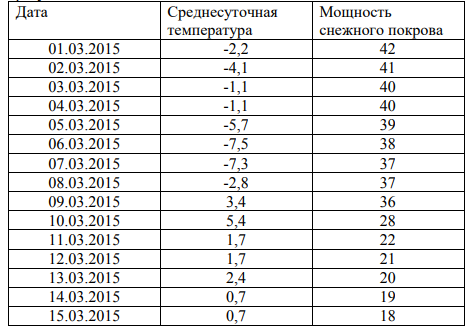 Дата Среднесуточная температура Мощность снежного покрова
01.03.2015 -2,2 42
02.03.2015 -4,1 41
03.03.2015 -1,1 40
04.03.2015 -1,1 40
05.03.2015 -5,7 39
06.03.2015 -7,5 38
07.03.2015 -7,3 37
08.03.2015 -2,8 37
09.03.2015 3,4 36
10.03.2015 5,4 28
11.03.2015 1,7 22
12.03.2015 1,7 21
13.03.2015 2,4 20
14.03.2015 0,7 19
15.03.2015 0,7 18